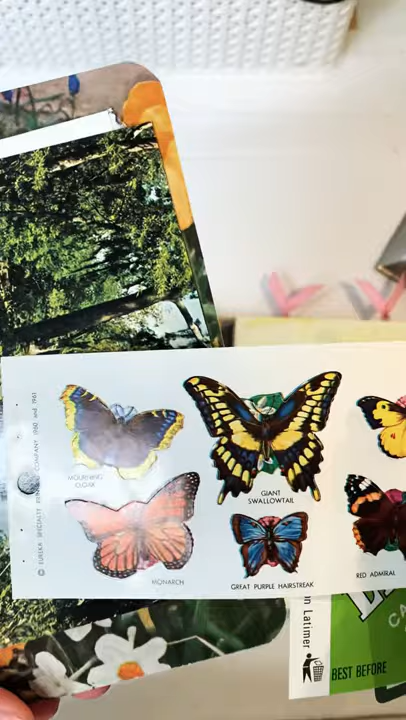 © EUREKA SPECIALTY PRINTING COMPANY 1960 and 1961
MOURNING
CLOAK
GIANT
SWALLOWTAIL
MONARCH
GREAT PURPLE HAIRSTREAK
RED ADMIRAL
n Latimer
BEST BEFORE
CA